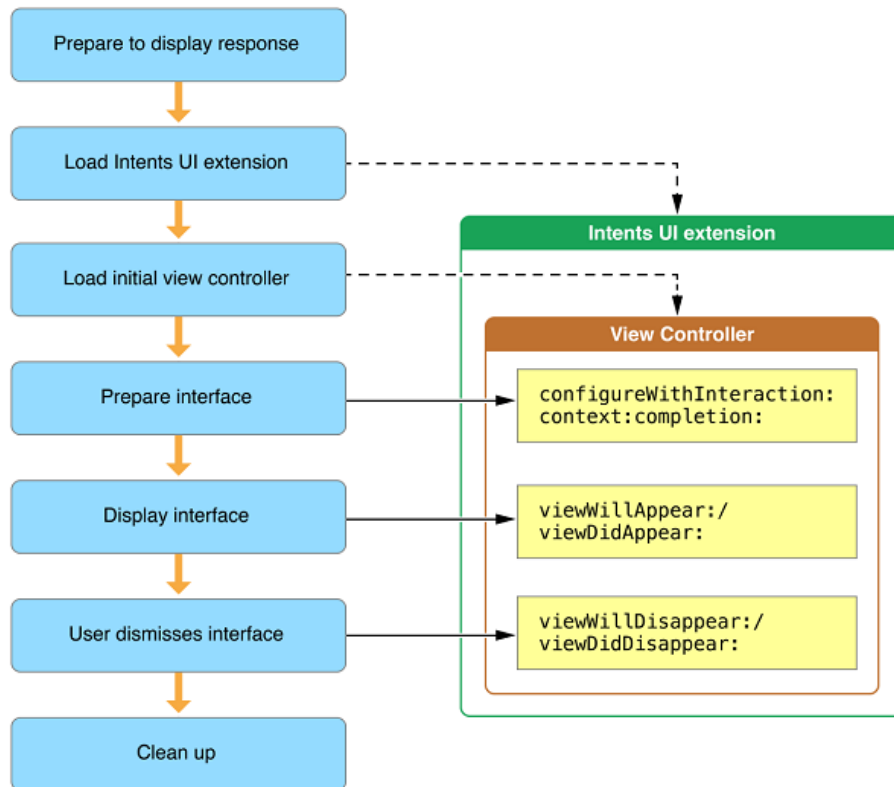 Prepare to display response
Load Intents UI extension
Intents UI extension
Load initial view controller
View Controller
Prepare interface
configureWithInteraction:
context:completion:
Display interface
viewWillAppear:/
viewDidAppear:
User dismisses interface
viewWillDisappear:/
viewDidDisappear:
Clean up